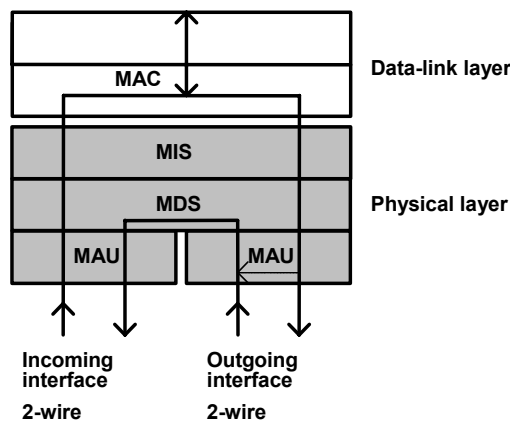 MAC
Data-link layer
MIS
MDS
Physical layer
MAU
MAU
Incoming
interface
2-wire
Outgoing
interface
2-wire